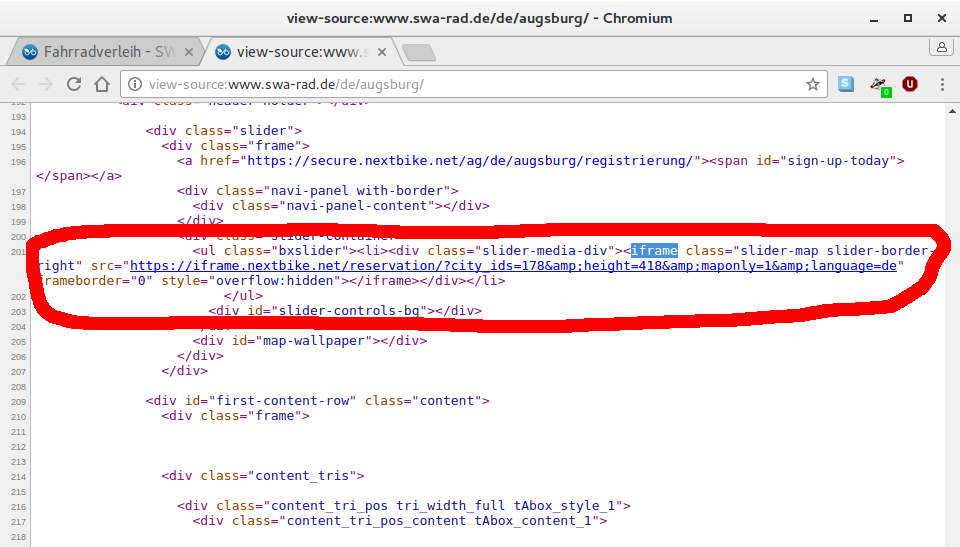 view-source:www.swa-rad.de/de/augsburg/ - Chromium
Fahrradverleih - SW
view-source:www.s
view-source:www.swa-rad.de/de/augsburg/
S
0
U
192
193
194 <div class="slider">
195 <div class="frame">
196 <a href="https://secure.nextbike.net/ag/de/augsburg/registrierung/"><span id="sign-up-today">
</span></a>
197 <div class="navi-panel with-border">
198 <div class="navi-panel-content"></div>
199 </div>
200 <div class="slider-container
201 <ul class="bxslider"><li><div class="slider-media-div"><iframe class="slider-map slider-border-
right" src="https://iframe.nextbike.net/reservation/?city_ids=178&amp;height=418&amp;maponly=1&amp;language=de"
frameborder="0" style="overflow:hidden"></iframe></div></li>
202 </ul>
203 <div id="slider-controls-bg"></div>
204
205 <div id="map-wallpaper"></div>
206 </div>
207 </div>
208
209 <div id="first-content-row" class="content">
210 <div class="frame">
211
212
213
214 <div class="content_tris">
215
216 <div class="content_tri_pos tri_width_full tAbox_style_1">
217 <div class="content_tri_pos_content tAbox_content_1">
218